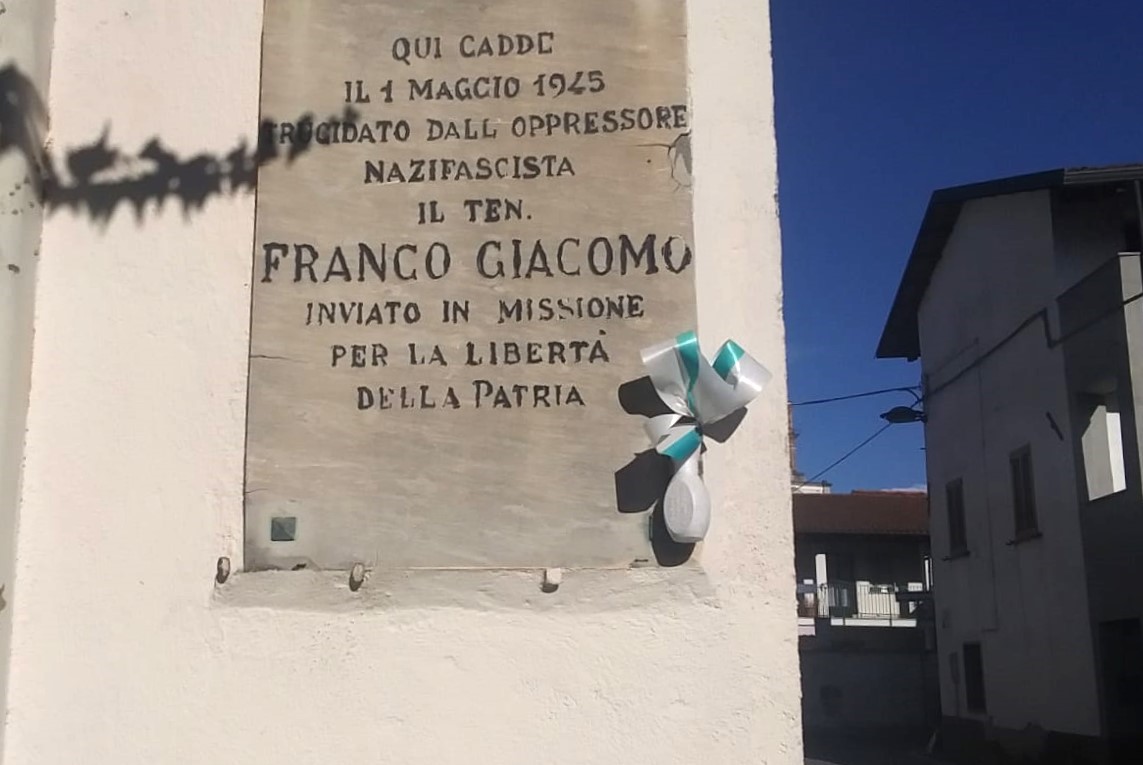 QUI CADDE
IL 1 MAGGIO 1945
TRUCIDATO DALL OPPRESSORE
NAZIFASCISTA
IL TEN.
FRANCO GIACOMO
INVIATO IN MISSIONE
PER LA LIBERTÀ
DELLA PATRIA